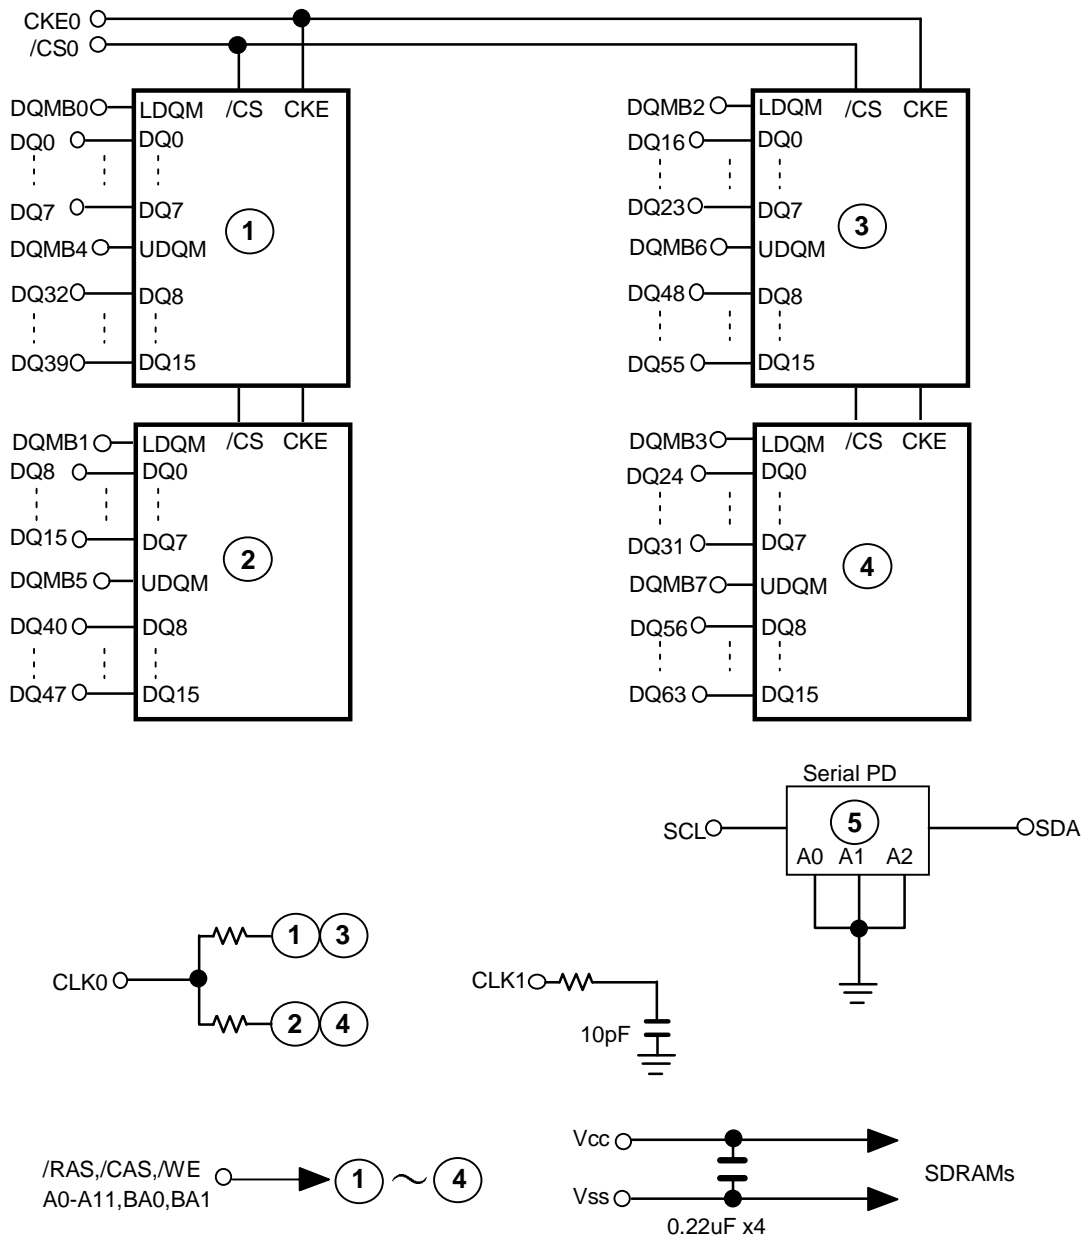 CKE0
/CS0
DQMB0 LDQM /CS CKE
DQ0 DQ0
DQ7 DQ7
1
DQMB4 UDQM
DQ32 DQ8
DQ39 DQ15
DQMB2 LDQM /CS CKE
DQ16 DQ0
DQ23 DQ7
3
DQMB6 UDQM
DQ48 DQ8
DQ55 DQ15
DQMB1 LDQM /CS CKE
DQ8 DQ0
DQ15 DQ7
2
DQMB5 UDQM
DQ40 DQ8
DQ47 DQ15
DQMB3 LDQM /CS CKE
DQ24 DQ0
DQ31 DQ7
4
DQMB7 UDQM
DQ56 DQ8
DQ63 DQ15
Serial PD
SCL 5 SDA
A0 A1 A2
1 3
CLK0
2 4
CLK1
10pF
/RAS,/CAS,/WE
A0-A11,BA0,BA1
1 ~ 4
Vcc
SDRAMs
Vss
0.22uF x4